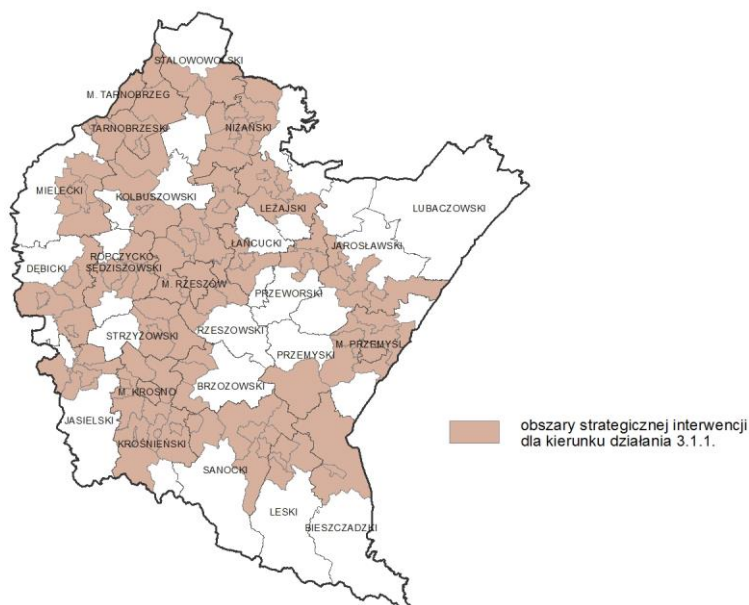 STALOWOWOLSKI
M. TARNOBRZEG
TARNOBRZESKI
NIŻAŃSKI
MIELECKI
KOLBUSZOWSKI
LEŻAJSKI
LUBACZOWSKI
ŁAŃCUCKI
JAROSŁAWSKI
ROPCZYCKO
SĘDZISZOWSKI
DĘBICKI
M. RZESZÓW
PRZEWORSKI
RZESZOWSKI
STRZYŻOWSKI
M. PRZEMYŚL
PRZEMYSKI
BRZOZOWSKI
M. KROSNO
JASIELSKI
KROŚNIEŃSKI
SANOCKI
LESKI
BIESZCZADZKI
obszary strategicznej interwencji
dla kierunku działania 3.1.1.